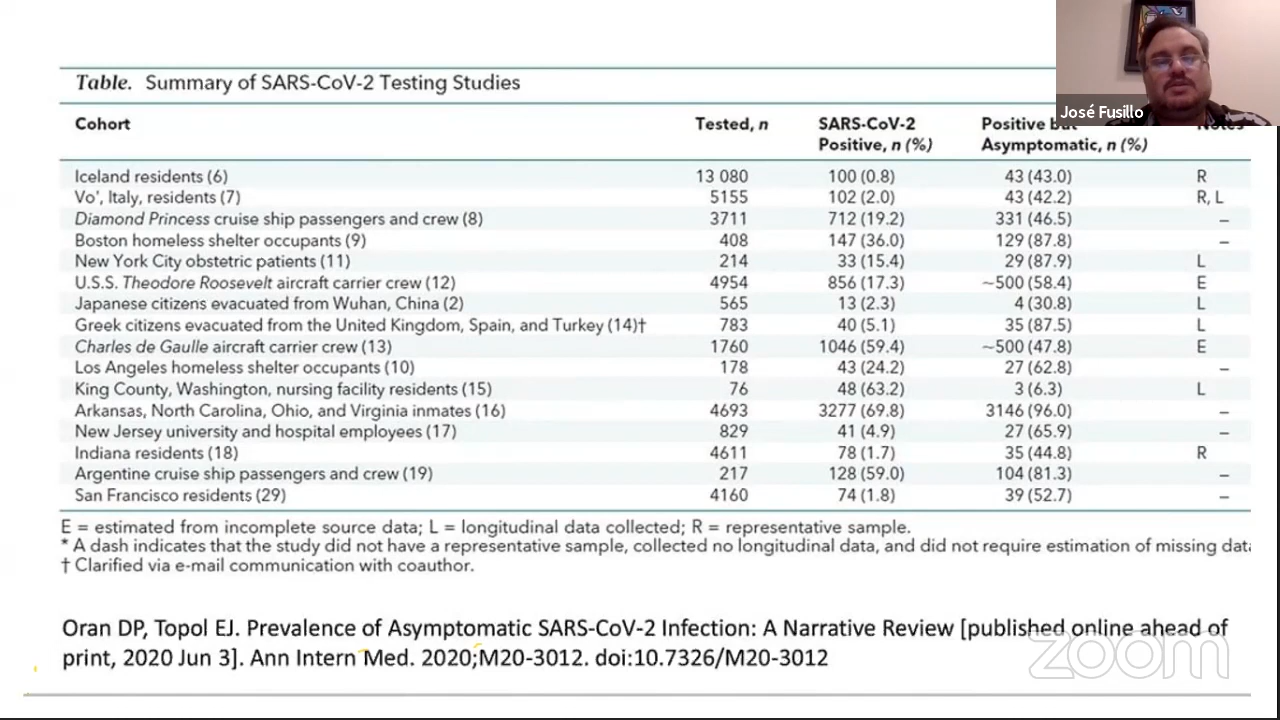 José Fusillo
Table. Summary of SARS-CoV-2 Testing Studies
Cohort Tested, n SARS-CoV-2 Positive, n (%) Positive but Asymptomatic, n (%) Notes
Iceland residents (6) 13 080 100 (0.8) 43 (43.0) R
Vo', Italy, residents (7) 5155 102 (2.0) 43 (42.2) R, L
Diamond Princess cruise ship passengers and crew (8) 3711 712 (19.2) 331 (46.5) –
Boston homeless shelter occupants (9) 408 147 (36.0) 129 (87.8) –
New York City obstetric patients (11) 214 33 (15.4) 29 (87.9) L
U.S.S. Theodore Roosevelt aircraft carrier crew (12) 4954 856 (17.3) ~500 (58.4) E
Japanese citizens evacuated from Wuhan, China (2) 565 13 (2.3) 4 (30.8) L
Greek citizens evacuated from the United Kingdom, Spain, and Turkey (14)† 783 40 (5.1) 35 (87.5) L
Charles de Gaulle aircraft carrier crew (13) 1760 1046 (59.4) ~500 (47.8) E
Los Angeles homeless shelter occupants (10) 178 43 (24.2) 27 (62.8) –
King County, Washington, nursing facility residents (15) 76 48 (63.2) 3 (6.3) L
Arkansas, North Carolina, Ohio, and Virginia inmates (16) 4693 3277 (69.8) 3146 (96.0) –
New Jersey university and hospital employees (17) 829 41 (4.9) 27 (65.9) –
Indiana residents (18) 4611 78 (1.7) 35 (44.8) R
Argentine cruise ship passengers and crew (19) 217 128 (59.0) 104 (81.3) –
San Francisco residents (29) 4160 74 (1.8) 39 (52.7) –
E = estimated from incomplete source data; L = longitudinal data collected; R = representative sample.
* A dash indicates that the study did not have a representative sample, collected no longitudinal data, and did not require estimation of missing data
† Clarified via e-mail communication with coauthor.
Oran DP, Topol EJ. Prevalence of Asymptomatic SARS-CoV-2 Infection: A Narrative Review [published online ahead of
print, 2020 Jun 3]. Ann Intern Med. 2020;M20-3012. doi:10.7326/M20-3012
zoom